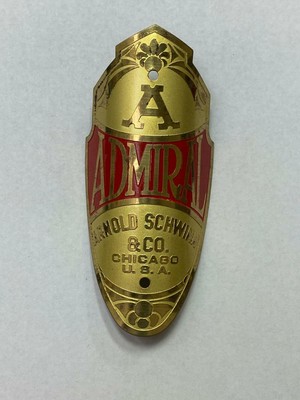 A
ADMIRAL
ARNOLD SCHWINN
& CO.
CHICAGO
U. S. A.